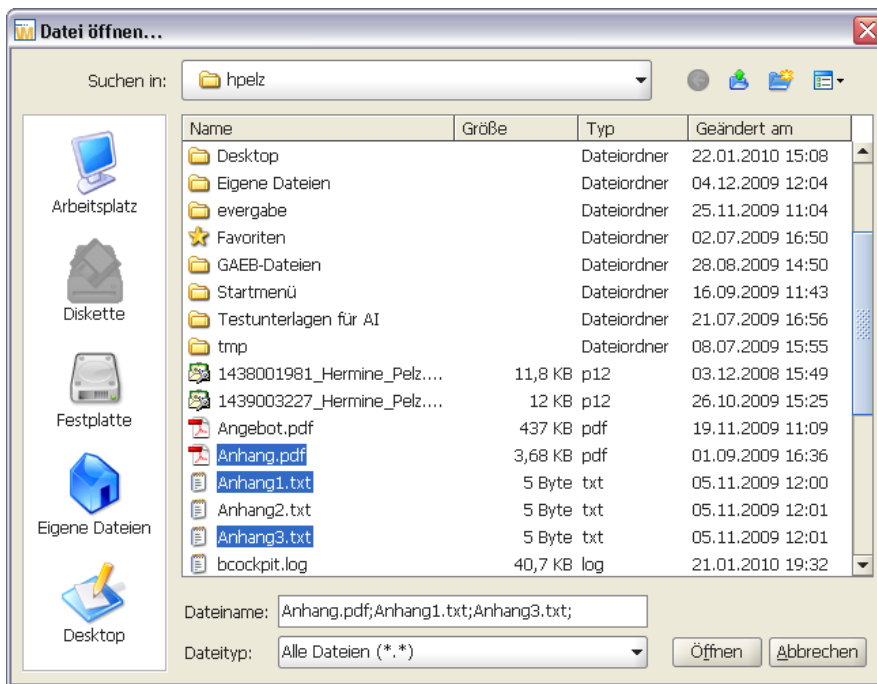 Datei öffnen...
Suchen in: hpelz
Name Größe Typ Geändert am
Desktop Dateiordner 22.01.2010 15:08
Eigene Dateien Dateiordner 04.12.2009 12:04
evergabe Dateiordner 25.11.2009 11:04
Favoriten Dateiordner 02.07.2009 16:50
GAEB-Dateien Dateiordner 28.08.2009 14:50
Startmenü Dateiordner 16.09.2009 11:43
Testunterlagen für AI Dateiordner 21.07.2009 16:56
tmp Dateiordner 08.07.2009 15:55
1438001981_Hermine_Pelz.... 11,8 KB p12 03.12.2008 15:49
1439003227_Hermine_Pelz.... 12 KB p12 26.10.2009 15:25
Angebot.pdf 437 KB pdf 19.11.2009 11:09
Anhang.pdf 3,68 KB pdf 01.09.2009 16:36
Anhang1.txt 5 Byte txt 05.11.2009 12:00
Anhang2.txt 5 Byte txt 05.11.2009 12:01
Anhang3.txt 5 Byte txt 05.11.2009 12:01
bcockpit.log 40,7 KB log 21.01.2010 19:32
Arbeitsplatz
Diskette
Festplatte
Eigene Dateien
Desktop
Dateiname: Anhang.pdf;Anhang1.txt;Anhang3.txt;
Dateityp: Alle Dateien (*.*) Öffnen Abbrechen